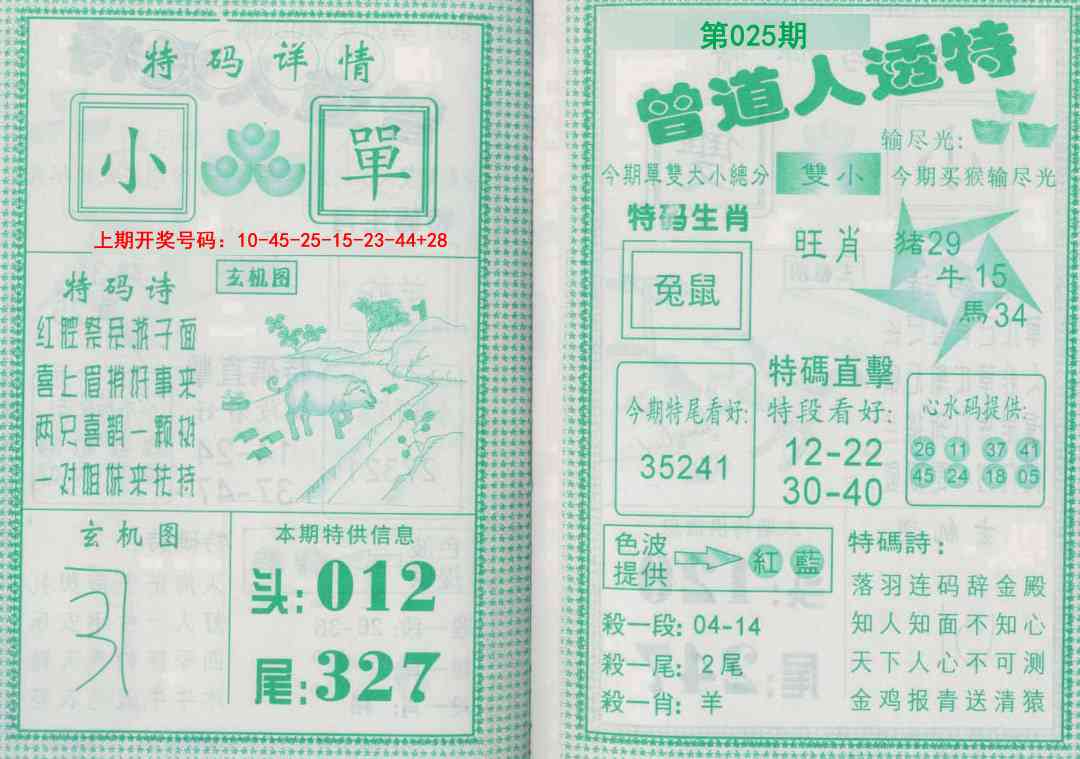 特码详情
小 單
上期开奖号码：10-45-25-15-23-44+28
特码诗
红腔祭臣游子面
喜上眉梢好事来
两只喜鹊一颗树
一对姐妹来扶持
玄机图
玄机图
本期特供信息
头:012
尾:327
第025期
曾道人透特
输尽光:
今期單雙大小總分 雙小 今期买猴输尽光
特码生肖
兔鼠
旺肖
猪29
牛15
馬34
今期特尾看好:
35241
特碼直擊
特段看好:
12-22
30-40
心水码提供:
26 11 37 41
45 24 18 05
色波
提供
紅 藍
殺一段: 04-14
殺一尾: 2尾
殺一肖: 羊
特碼詩:
落羽连码辞金殿
知人知面不知心
天下人心不可测
金鸡报青送清猿